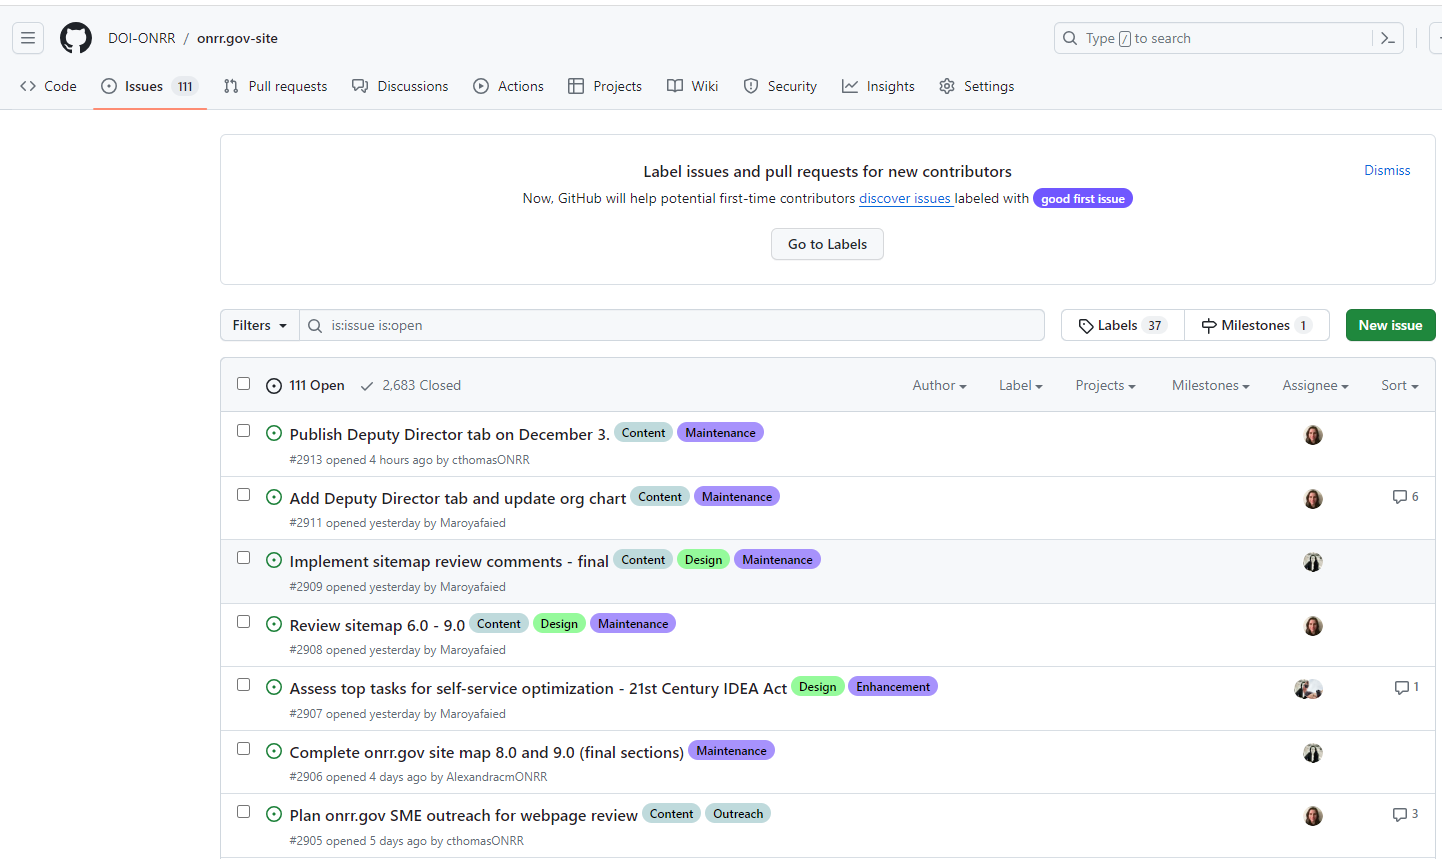 DOI-ONRR / onrr.gov-site
Type / to search
Code
Issues 111
Pull requests
Discussions
Actions
Projects
Wiki
Security
Insights
Settings
Label issues and pull requests for new contributors
Dismiss
Now, GitHub will help potential first-time contributors discover issues labeled with good first issue
Go to Labels
Filters
is:issue is:open
Labels 37
Milestones 1
New issue
111 Open
2,683 Closed
Author
Label
Projects
Milestones
Assignee
Sort
Publish Deputy Director tab on December 3. Content Maintenance
#2913 opened 4 hours ago by cthomasONRR
Add Deputy Director tab and update org chart Content Maintenance 6
#2911 opened yesterday by Maroyafaied
Implement sitemap review comments - final Content Design Maintenance
#2909 opened yesterday by Maroyafaied
Review sitemap 6.0 - 9.0 Content Design Maintenance
#2908 opened yesterday by Maroyafaied
Assess top tasks for self-service optimization - 21st Century IDEA Act Design Enhancement 1
#2907 opened yesterday by Maroyafaied
Complete onrr.gov site map 8.0 and 9.0 (final sections) Maintenance
#2906 opened 4 days ago by AlexandracmONRR
Plan onrr.gov SME outreach for webpage review Content Outreach 3
#2905 opened 5 days ago by cthomasONRR